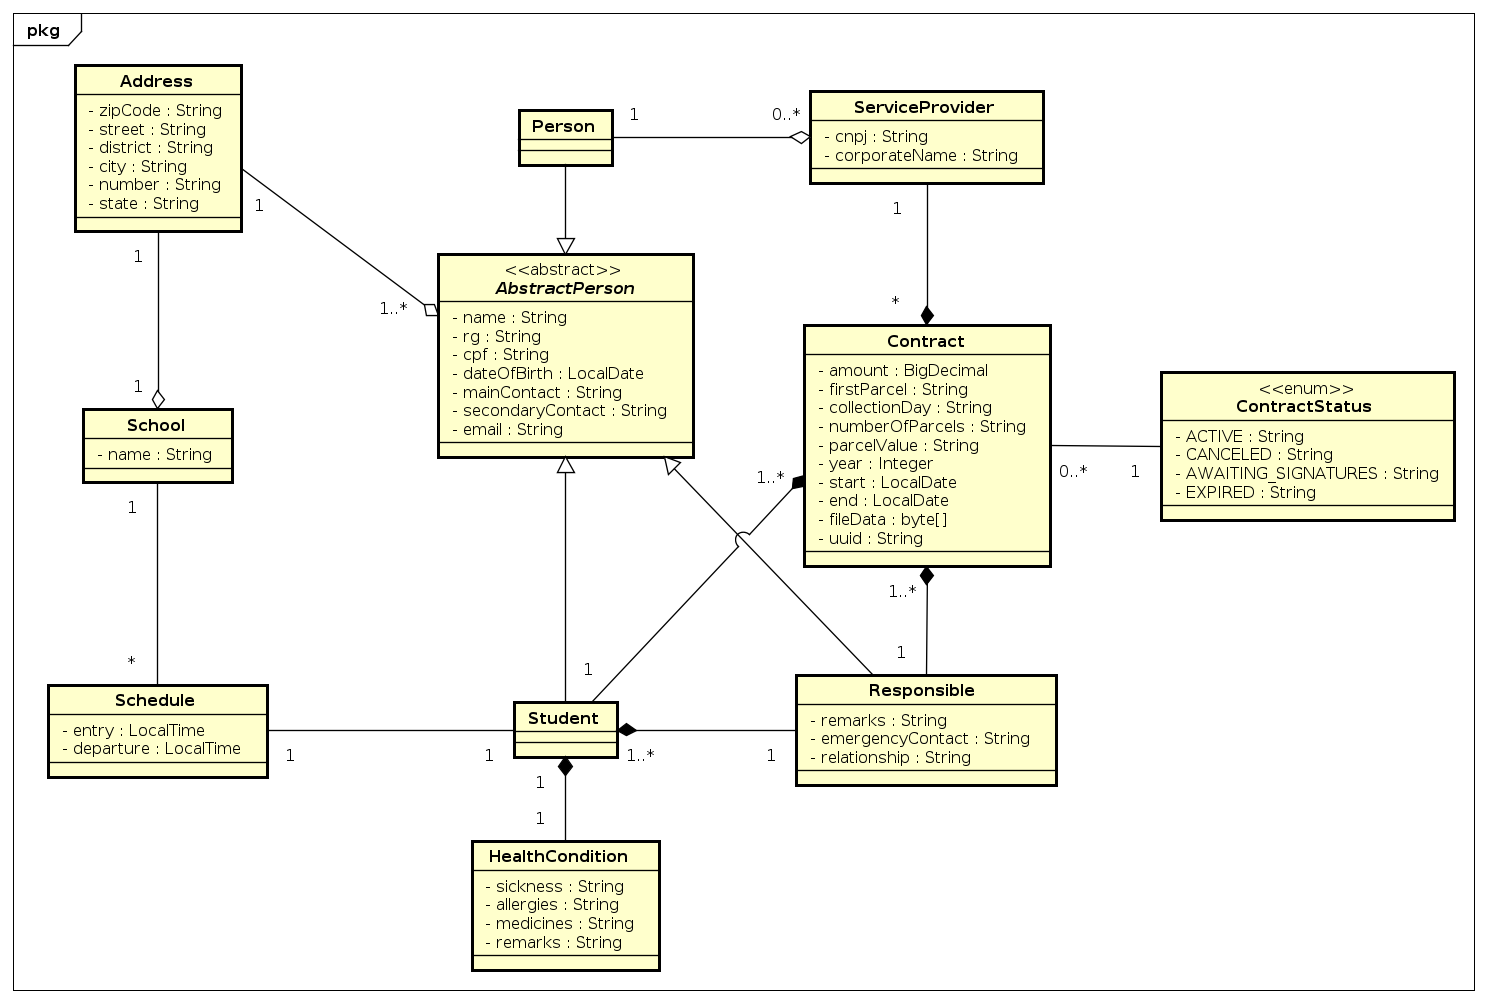 pkg
Address
- zipCode : String
- street : String
- district : String
- city : String
- number : String
- state : String
1
1..*
1
1
Person
1
0..*
ServiceProvider
- cnpj : String
- corporateName : String
1
*
<<abstract>>
AbstractPerson
- name : String
- rg : String
- cpf : String
- dateOfBirth : LocalDate
- mainContact : String
- secondaryContact : String
- email : String
Contract
- amount : BigDecimal
- firstParcel : String
- collectionDay : String
- numberOfParcels : String
- parcelValue : String
- year : Integer
- start : LocalDate
- end : LocalDate
- fileData : byte[]
- uuid : String
0..*
1
<<enum>>
ContractStatus
- ACTIVE : String
- CANCELED : String
- AWAITING_SIGNATURES : String
- EXPIRED : String
School
- name : String
1
*
1..*
1
1..*
1
Schedule
- entry : LocalTime
- departure : LocalTime
1
1
Student
1..*
1
Responsible
- remarks : String
- emergencyContact : String
- relationship : String
1
1
HealthCondition
- sickness : String
- allergies : String
- medicines : String
- remarks : String